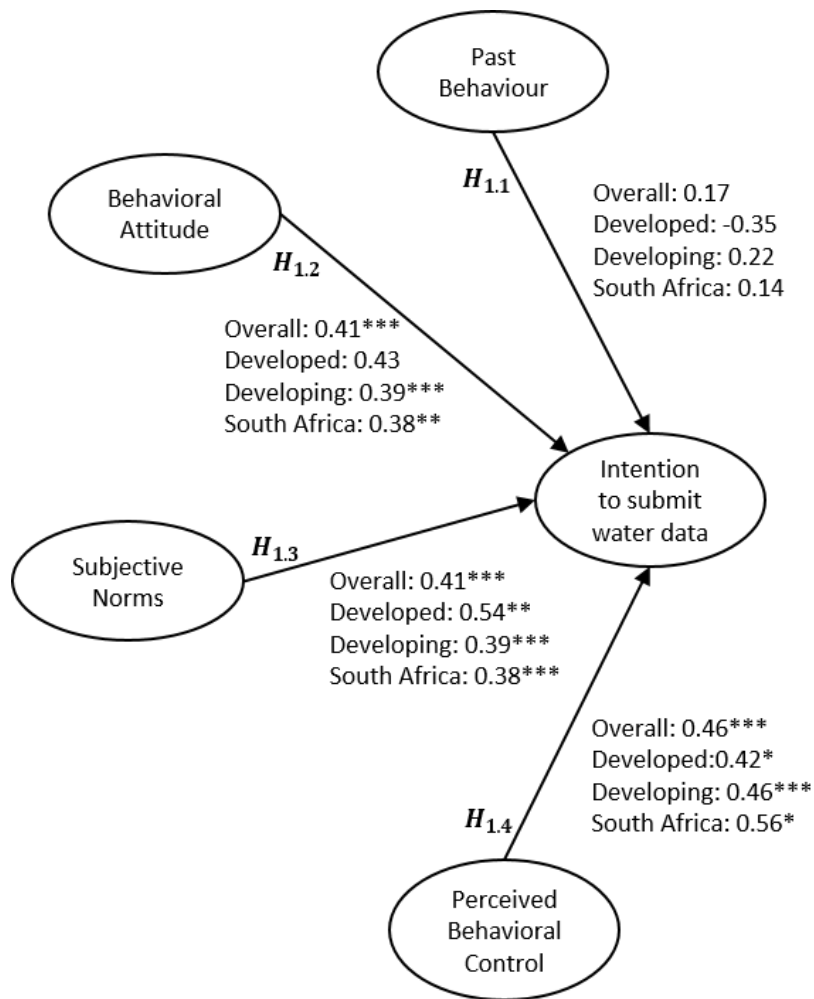 Past
Behaviour
H1.1
Overall: 0.17
Developed: -0.35
Developing: 0.22
South Africa: 0.14
Behavioral
Attitude
H1.2
Overall: 0.41***
Developed: 0.43
Developing: 0.39***
South Africa: 0.38**
Intention
to submit
water data
Subjective
Norms
H1.3
Overall: 0.41***
Developed: 0.54**
Developing: 0.39***
South Africa: 0.38***
Overall: 0.46***
Developed:0.42*
Developing: 0.46***
South Africa: 0.56*
H1.4
Perceived
Behavioral
Control